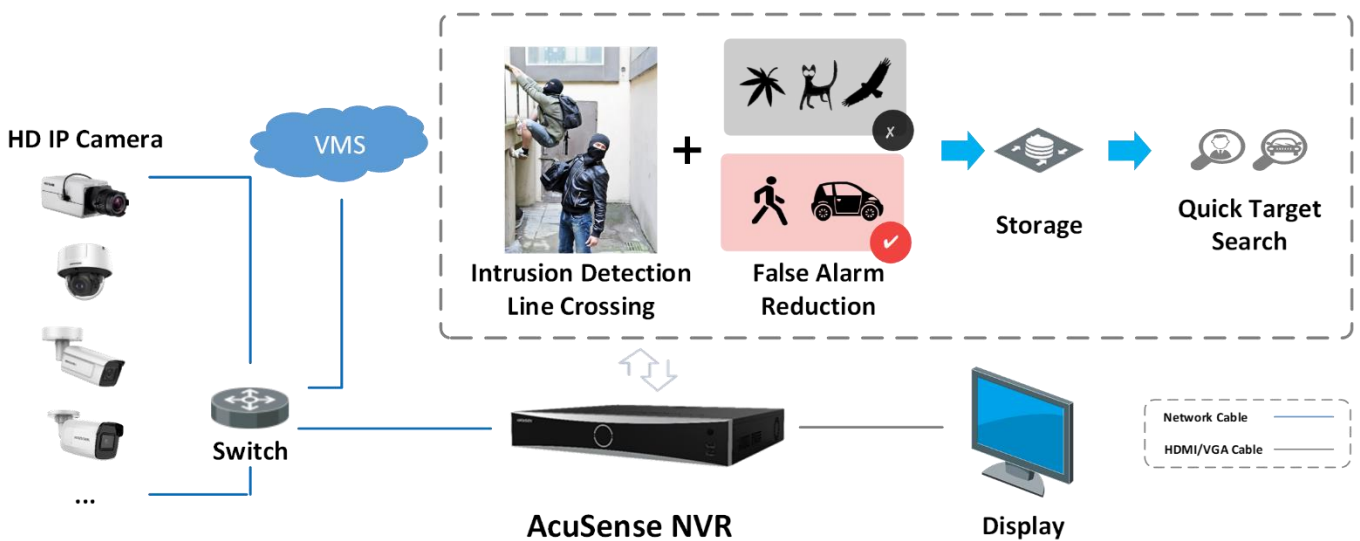 HD IP Camera
VMS
Intrusion Detection
Line Crossing
+
False Alarm
Reduction
Storage
Quick Target
Search
Switch
...
AcuSense NVR
Display
Network Cable
HDMI/VGA Cable